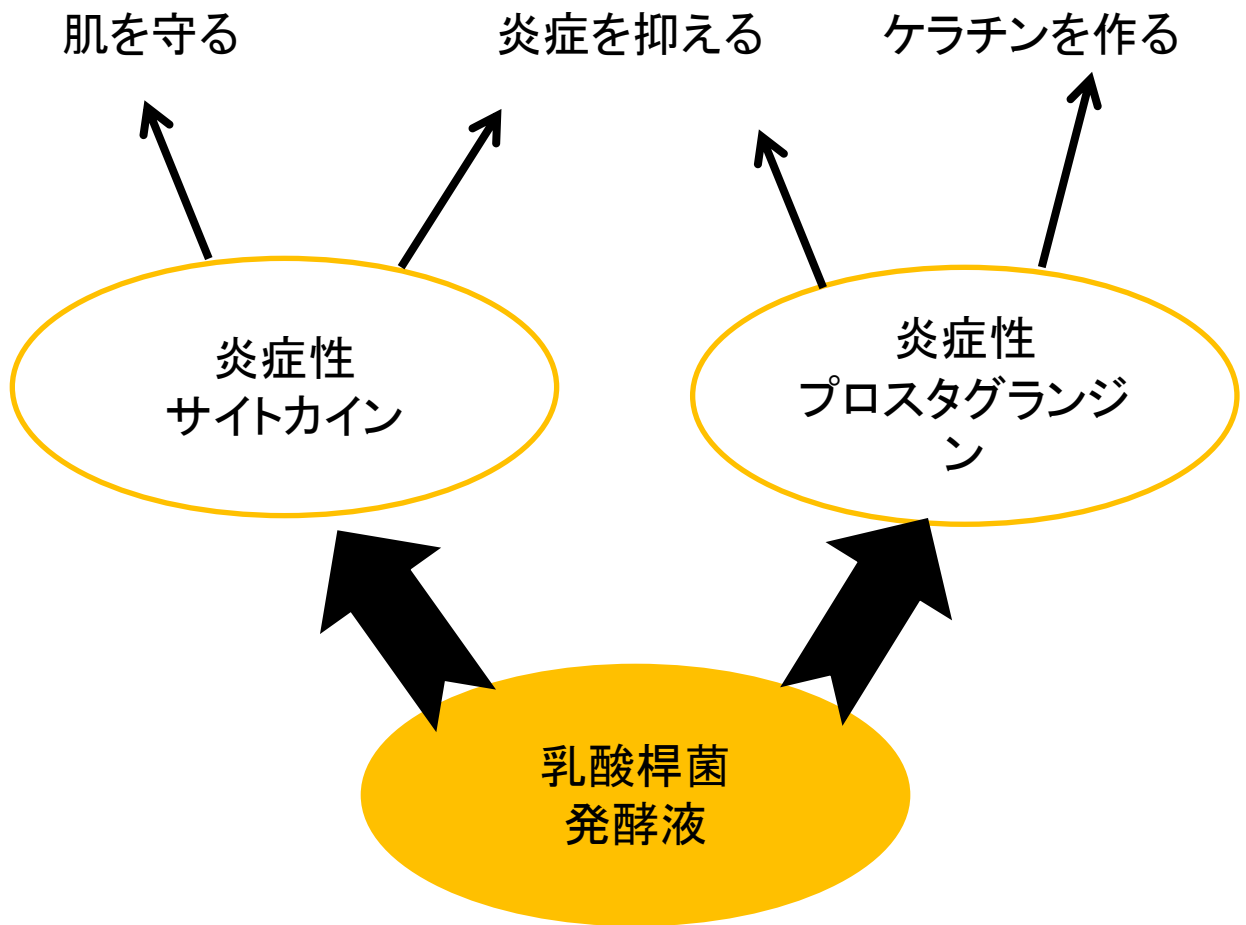 肌を守る
炎症を抑える
ケラチンを作る
炎症性
サイトカイン
炎症性
プロスタグランジ
ン
乳酸桿菌
発酵液